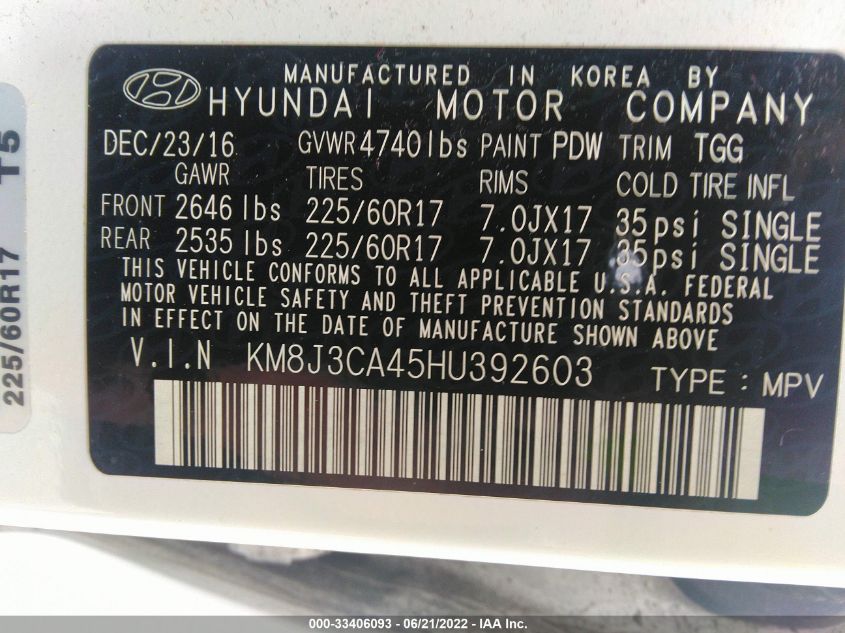 MANUFACTURED IN KOREA BY
HYUNDAI MOTOR COMPANY
DEC/23/16 GVWR 4740lbs PAINT PDW TRIM TGG
GAWR TIRES RIMS COLD TIRE INFL
FRONT 2646 lbs 225/60R17 7.0JX17 35psi SINGLE
REAR 2535 lbs 225/60R17 7.0JX17 35psi SINGLE
THIS VEHICLE CONFORMS TO ALL APPLICABLE U.S.A. FEDERAL
MOTOR VEHICLE SAFETY AND THEFT PREVENTION STANDARDS
IN EFFECT ON THE DATE OF MANUFACTURE SHOWN ABOVE
V.I.N KM8J3CA45HU392603 TYPE : MPV
225/60R17 T5
000-33406093 - 06/21/2022 - IAA Inc.